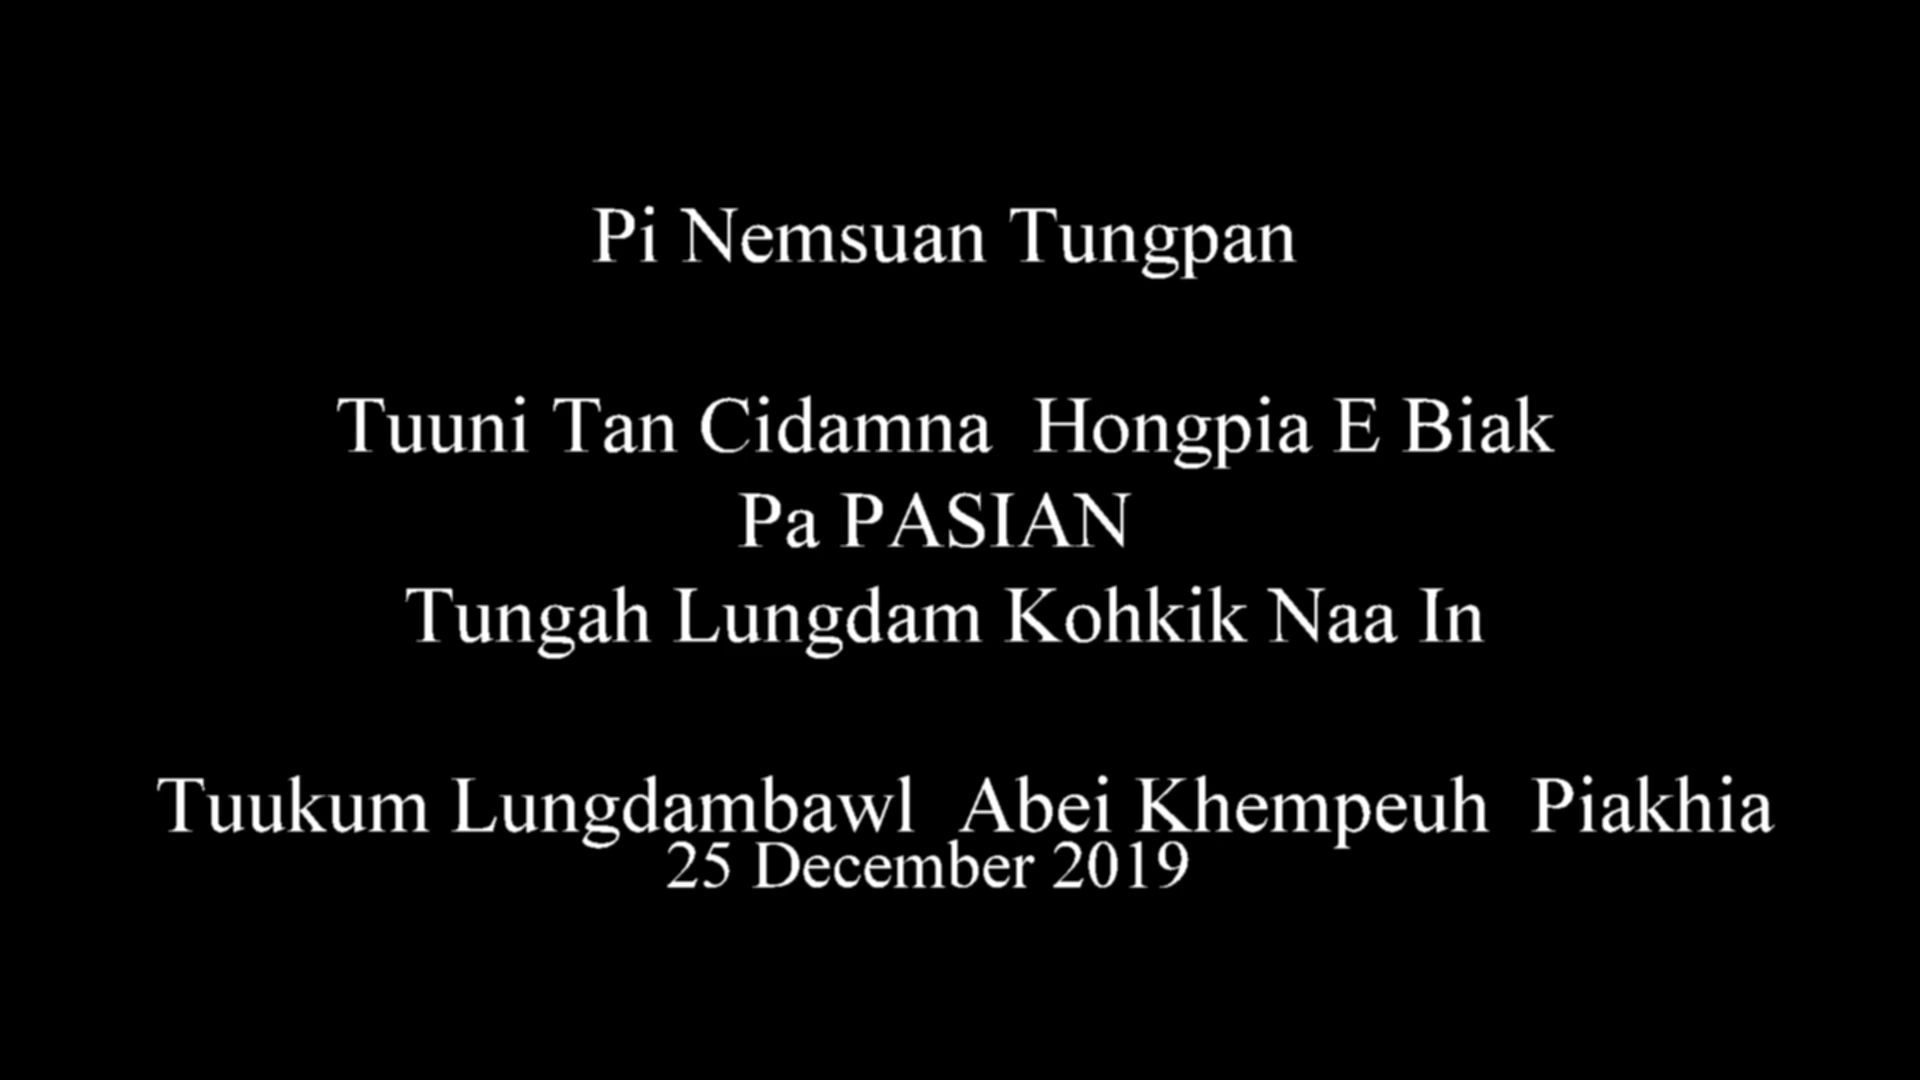 Pi Nemsuan Tungpan
Tuuni Tan Cidamna Hongpia E Biak
Pa PASIAN
Tungah Lungdam Kohkik Naa In
Tuukum Lungdambawl Abei Khempeuh Piakhia
25 December 2019